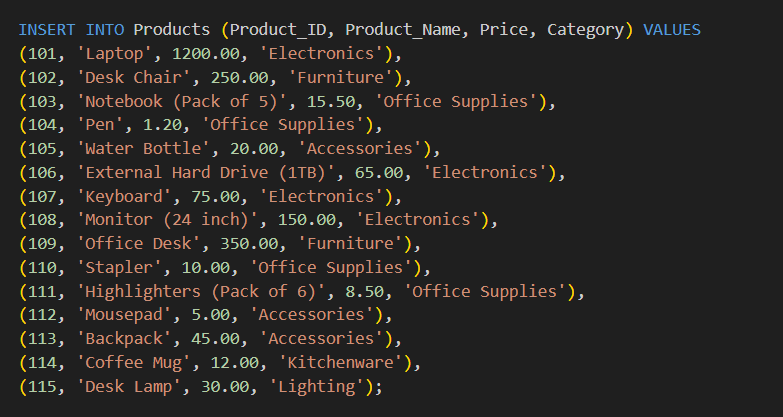 INSERT INTO Products (Product_ID, Product_Name, Price, Category) VALUES
(101, 'Laptop', 1200.00, 'Electronics'),
(102, 'Desk Chair', 250.00, 'Furniture'),
(103, 'Notebook (Pack of 5)', 15.50, 'Office Supplies'),
(104, 'Pen', 1.20, 'Office Supplies'),
(105, 'Water Bottle', 20.00, 'Accessories'),
(106, 'External Hard Drive (1TB)', 65.00, 'Electronics'),
(107, 'Keyboard', 75.00, 'Electronics'),
(108, 'Monitor (24 inch)', 150.00, 'Electronics'),
(109, 'Office Desk', 350.00, 'Furniture'),
(110, 'Stapler', 10.00, 'Office Supplies'),
(111, 'Highlighters (Pack of 6)', 8.50, 'Office Supplies'),
(112, 'Mousepad', 5.00, 'Accessories'),
(113, 'Backpack', 45.00, 'Accessories'),
(114, 'Coffee Mug', 12.00, 'Kitchenware'),
(115, 'Desk Lamp', 30.00, 'Lighting');